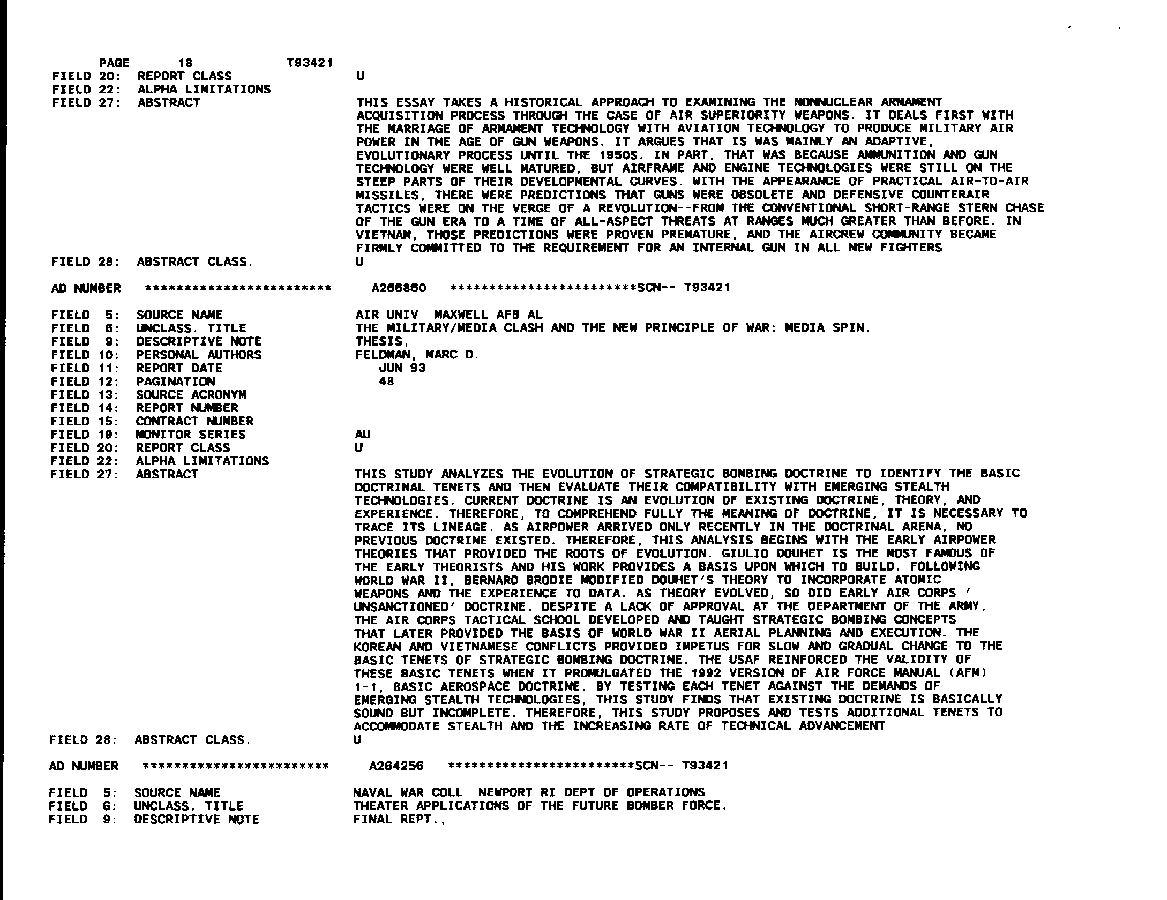 PAGE 18 T93421
FIELD 20: REPORT CLASS U
FIELD 22: ALPHA LIMITATIONS
FIELD 27: ABSTRACT THIS ESSAY TAKES A HISTORICAL APPROACH TO EXAMINING THE NONNUCLEAR ARMAMENT
ACQUISITION PROCESS THROUGH THE CASE OF AIR SUPERIORITY WEAPONS. IT DEALS FIRST WITH
THE MARRIAGE OF ARMAMENT TECHNOLOGY WITH AVIATION TECHNOLOGY TO PRODUCE MILITARY AIR
POWER IN THE AGE OF GUN WEAPONS. IT ARGUES THAT IS WAS MAINLY AN ADAPTIVE,
EVOLUTIONARY PROCESS UNTIL THE 1950S. IN PART, THAT WAS BECAUSE AMMUNITION AND GUN
TECHNOLOGY WERE WELL MATURED, BUT AIRFRAME AND ENGINE TECHNOLOGIES WERE STILL ON THE
STEEP PARTS OF THEIR DEVELOPMENTAL CURVES. WITH THE APPEARANCE OF PRACTICAL AIR-TO-AIR
MISSILES, THERE WERE PREDICTIONS THAT GUNS WERE OBSOLETE AND DEFENSIVE COUNTERAIR
TACTICS WERE ON THE VERGE OF A REVOLUTION--FROM THE CONVENTIONAL SHORT-RANGE STERN CHASE
OF THE GUN ERA TO A TIME OF ALL-ASPECT THREATS AT RANGES MUCH GREATER THAN BEFORE. IN
VIETNAM, THOSE PREDICTIONS WERE PROVEN PREMATURE, AND THE AIRCREW COMMUNITY BECAME
FIRMLY COMMITTED TO THE REQUIREMENT FOR AN INTERNAL GUN IN ALL NEW FIGHTERS
FIELD 28: ABSTRACT CLASS. U
AD NUMBER ************************ A266860 ************************SCN-- T93421
FIELD 5: SOURCE NAME AIR UNIV MAXWELL AFB AL
FIELD 6: UNCLASS. TITLE THE MILITARY/MEDIA CLASH AND THE NEW PRINCIPLE OF WAR: MEDIA SPIN.
FIELD 9: DESCRIPTIVE NOTE THESIS,
FIELD 10: PERSONAL AUTHORS FELDMAN, MARC D.
FIELD 11: REPORT DATE JUN 93
FIELD 12: PAGINATION 48
FIELD 13: SOURCE ACRONYM
FIELD 14: REPORT NUMBER
FIELD 15: CONTRACT NUMBER
FIELD 19: MONITOR SERIES AU
FIELD 20: REPORT CLASS U
FIELD 22: ALPHA LIMITATIONS
FIELD 27: ABSTRACT THIS STUDY ANALYZES THE EVOLUTION OF STRATEGIC BOMBING DOCTRINE TO IDENTIFY THE BASIC
DOCTRINAL TENETS AND THEN EVALUATE THEIR COMPATIBILITY WITH EMERGING STEALTH
TECHNOLOGIES. CURRENT DOCTRINE IS AN EVOLUTION OF EXISTING DOCTRINE, THEORY, AND
EXPERIENCE. THEREFORE, TO COMPREHEND FULLY THE MEANING OF DOCTRINE, IT IS NECESSARY TO
TRACE ITS LINEAGE. AS AIRPOWER ARRIVED ONLY RECENTLY IN THE DOCTRINAL ARENA, NO
PREVIOUS DOCTRINE EXISTED. THEREFORE, THIS ANALYSIS BEGINS WITH THE EARLY AIRPOWER
THEORIES THAT PROVIDED THE ROOTS OF EVOLUTION. GIULIO DOUHET IS THE MOST FAMOUS OF
THE EARLY THEORISTS AND HIS WORK PROVIDES A BASIS UPON WHICH TO BUILD. FOLLOWING
WORLD WAR II, BERNARD BRODIE MODIFIED DOUHET'S THEORY TO INCORPORATE ATOMIC
WEAPONS AND THE EXPERIENCE TO DATA. AS THEORY EVOLVED, SO DID EARLY AIR CORPS '
UNSANCTIONED' DOCTRINE. DESPITE A LACK OF APPROVAL AT THE DEPARTMENT OF THE ARMY,
THE AIR CORPS TACTICAL SCHOOL DEVELOPED AND TAUGHT STRATEGIC BOMBING CONCEPTS
THAT LATER PROVIDED THE BASIS OF WORLD WAR II AERIAL PLANNING AND EXECUTION. THE
KOREAN AND VIETNAMESE CONFLICTS PROVIDED IMPETUS FOR SLOW AND GRADUAL CHANGE TO THE
BASIC TENETS OF STRATEGIC BOMBING DOCTRINE. THE USAF REINFORCED THE VALIDITY OF
THESE BASIC TENETS WHEN IT PROMULGATED THE 1992 VERSION OF AIR FORCE MANUAL (AFM)
1-1, BASIC AEROSPACE DOCTRINE. BY TESTING EACH TENET AGAINST THE DEMANDS OF
EMERGING STEALTH TECHNOLOGIES, THIS STUDY FINDS THAT EXISTING DOCTRINE IS BASICALLY
SOUND BUT INCOMPLETE. THEREFORE, THIS STUDY PROPOSES AND TESTS ADDITIONAL TENETS TO
ACCOMMODATE STEALTH AND THE INCREASING RATE OF TECHNICAL ADVANCEMENT
FIELD 28: ABSTRACT CLASS. U
AD NUMBER ************************ A264256 ************************SCN-- T93421
FIELD 5: SOURCE NAME NAVAL WAR COLL NEWPORT RI DEPT OF OPERATIONS
FIELD 6: UNCLASS. TITLE THEATER APPLICATIONS OF THE FUTURE BOMBER FORCE.
FIELD 9: DESCRIPTIVE NOTE FINAL REPT.,